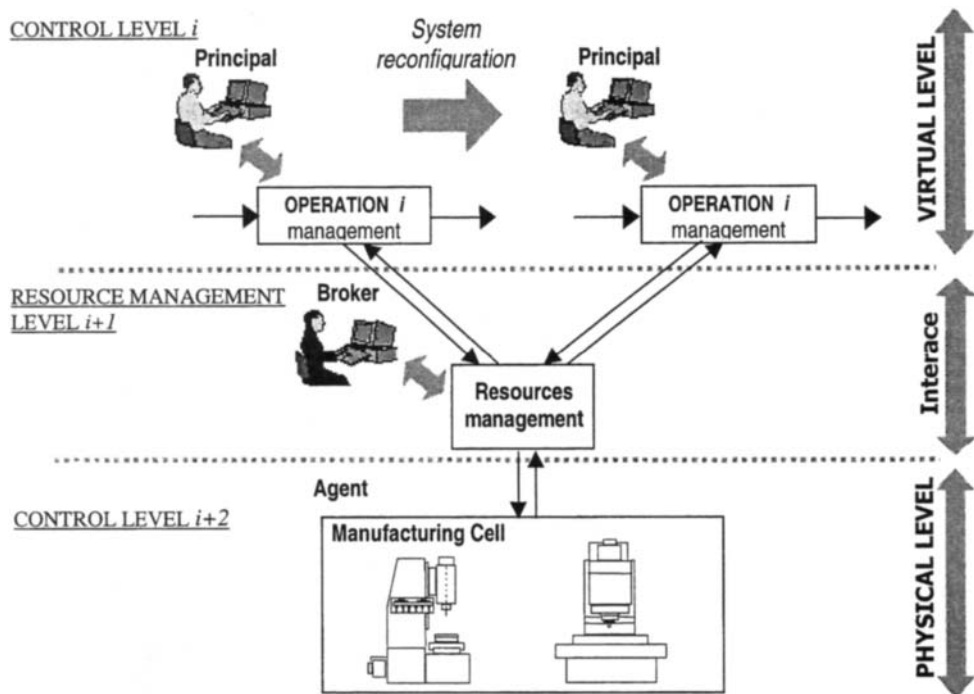 CONTROL LEVEL i
System
reconfiguration
Principal
Principal
OPERATION i
management
OPERATION i
management
VIRTUAL LEVEL
RESOURCE MANAGEMENT
LEVEL i+1
Broker
Resources
management
Interace
Agent
CONTROL LEVEL i+2
Manufacturing Cell
PHYSICAL LEVEL